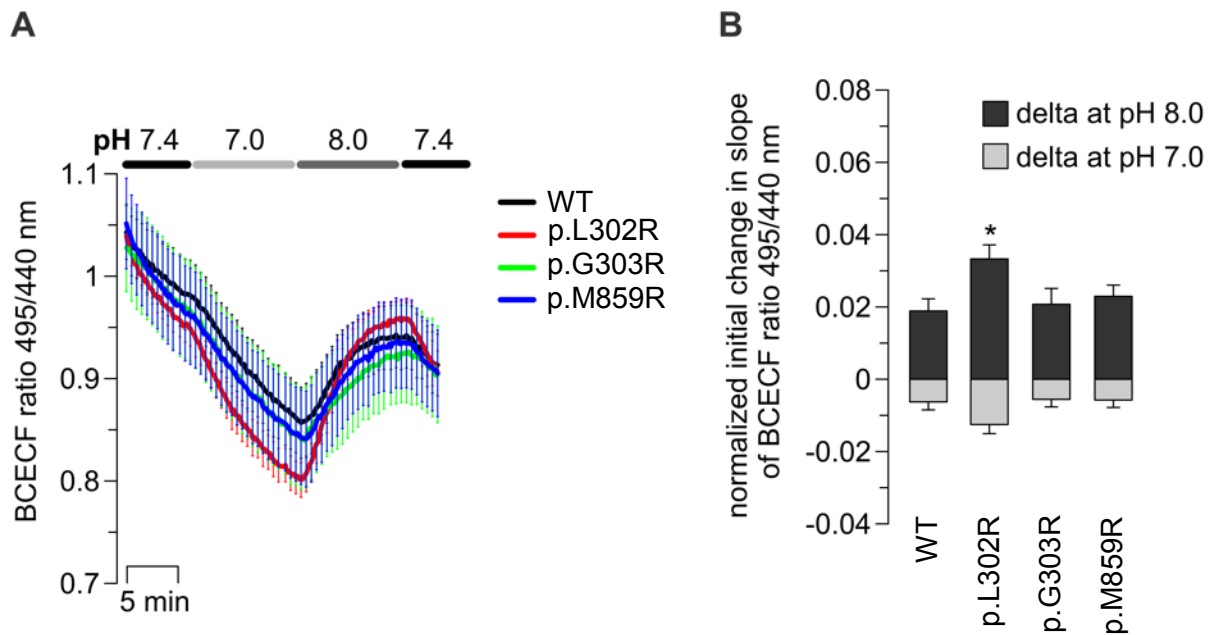 A
pH 7.4 7.0 8.0 7.4
1.1
1
0.9
0.8
0.7
BCECF ratio 495/440 nm
5 min
WT
p.L302R
p.G303R
p.M859R
B
normalized initial change in slope
of BCECF ratio 495/440 nm
0.08
0.06
0.04
0.02
0
-0.02
-0.04
delta at pH 8.0
delta at pH 7.0
*
WT
p.L302R
p.G303R
p.M859R